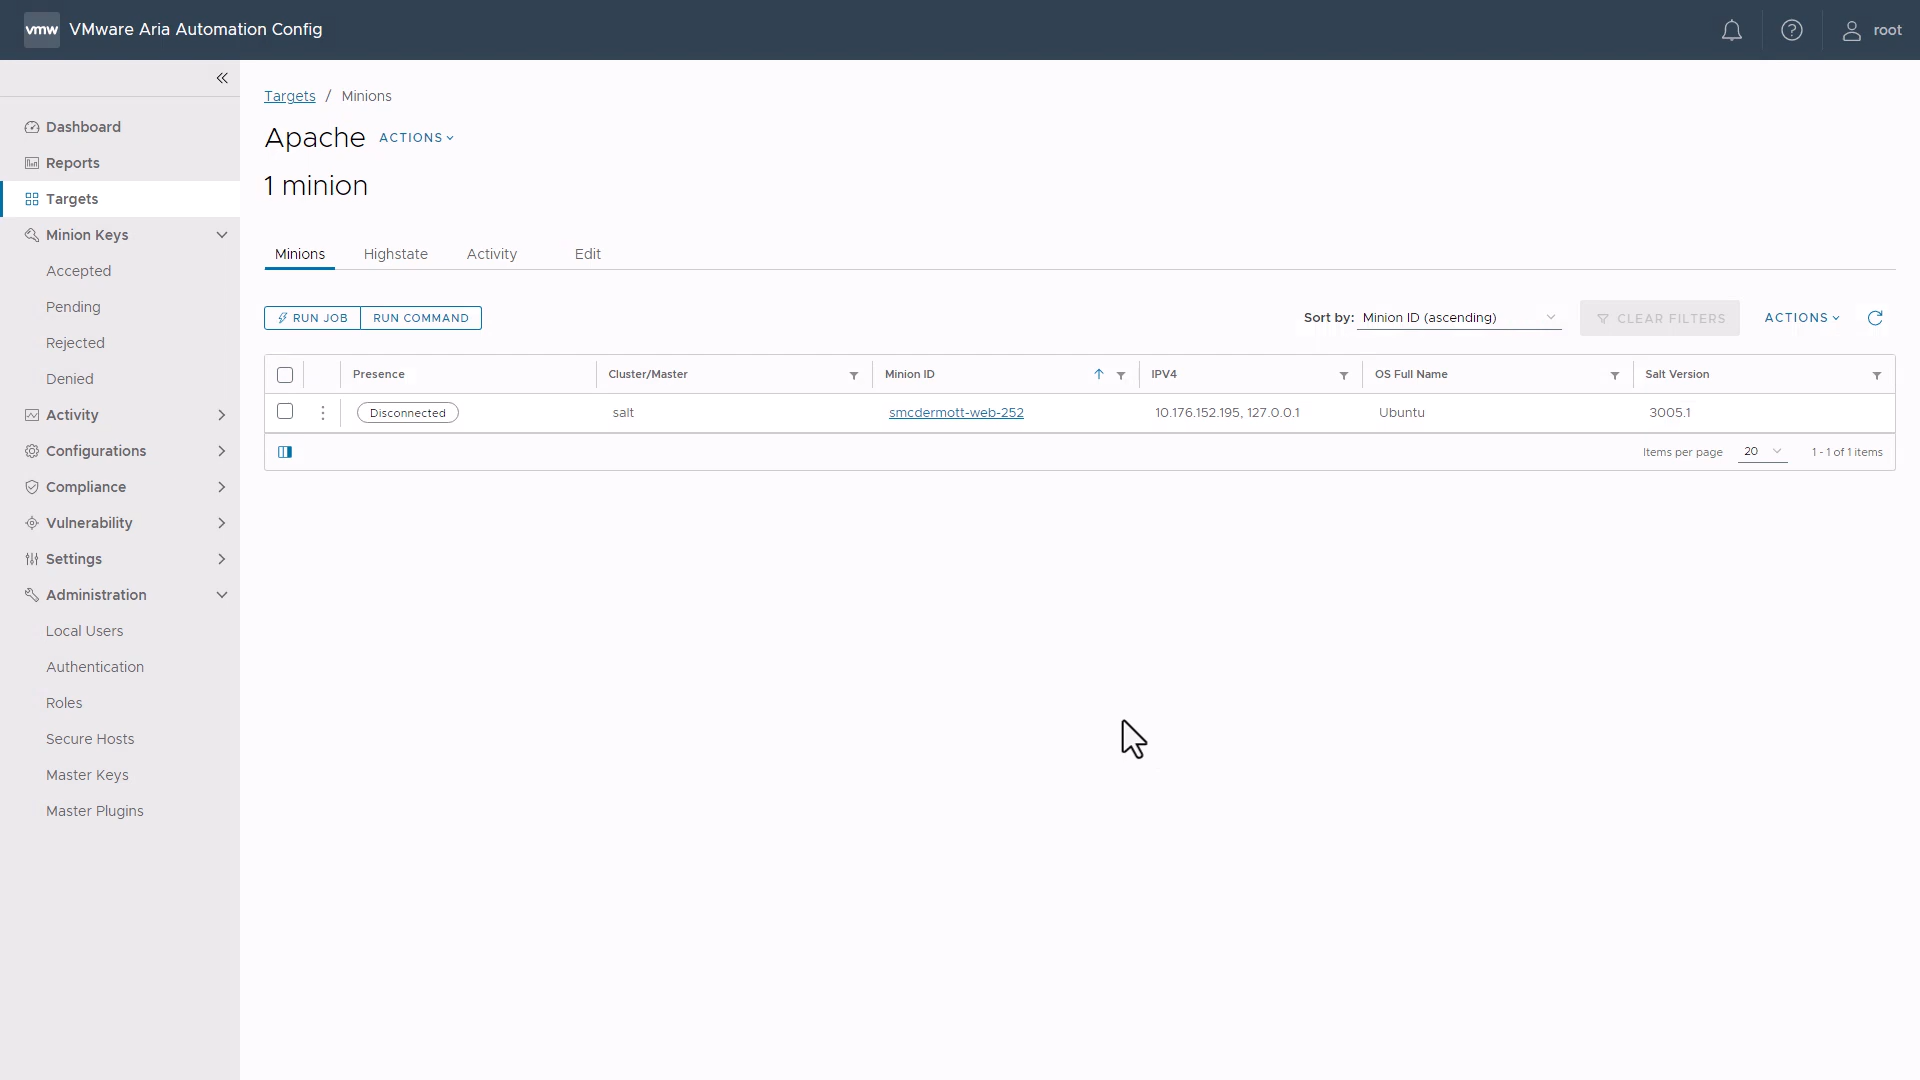 vmw VMware Aria Automation Config
root
Dashboard
Reports
Targets
Minion Keys
Accepted
Pending
Rejected
Denied
Activity
Configurations
Compliance
Vulnerability
Settings
Administration
Local Users
Authentication
Roles
Secure Hosts
Master Keys
Master Plugins
Targets / Minions
Apache ACTIONS
1 minion
Minions Highstate Activity Edit
RUN JOB RUN COMMAND Sort by: Minion ID (ascending) CLEAR FILTERS ACTIONS
Presence Cluster/Master Minion ID IPV4 OS Full Name Salt Version
Disconnected salt smcdermott-web-252 10.176.152.195, 127.0.0.1 Ubuntu 3005.1
Items per page 20 1 - 1 of 1 items